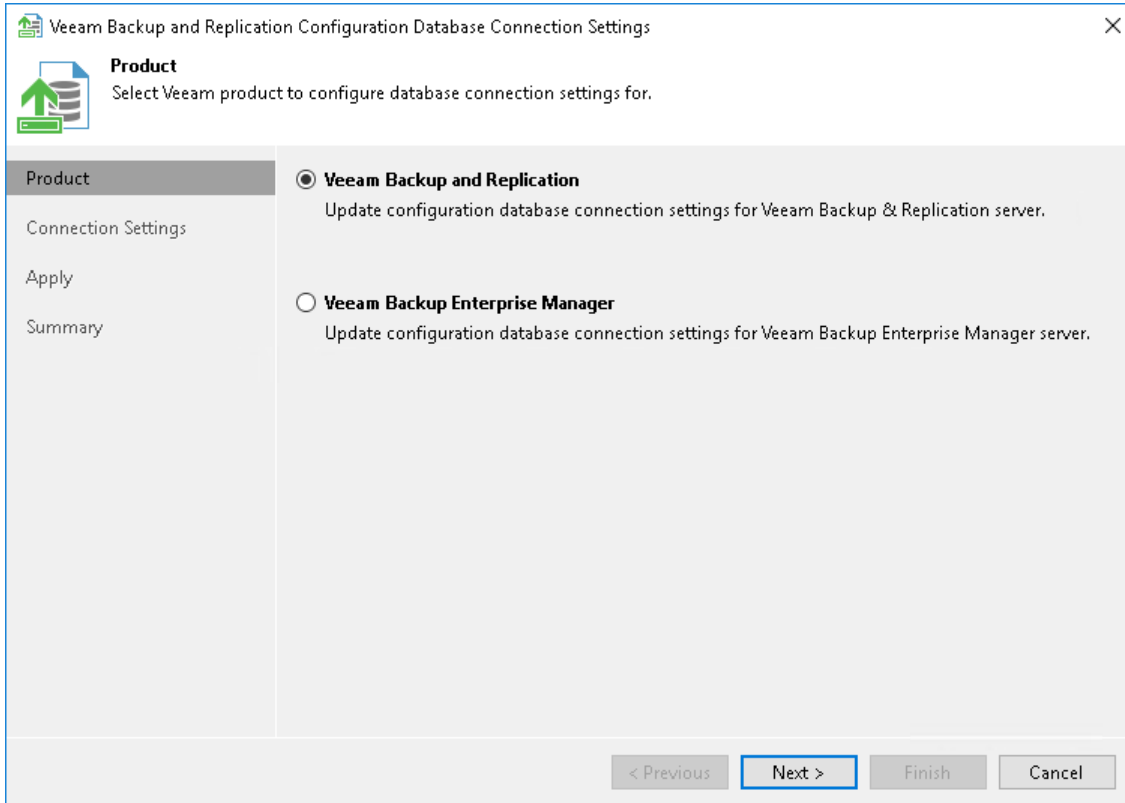 Veeam Backup and Replication Configuration Database Connection Settings
Product
Select Veeam product to configure database connection settings for.
Product
Connection Settings
Apply
Summary
Veeam Backup and Replication
Update configuration database connection settings for Veeam Backup & Replication server.
Veeam Backup Enterprise Manager
Update configuration database connection settings for Veeam Backup Enterprise Manager server.
< Previous
Next >
Finish
Cancel